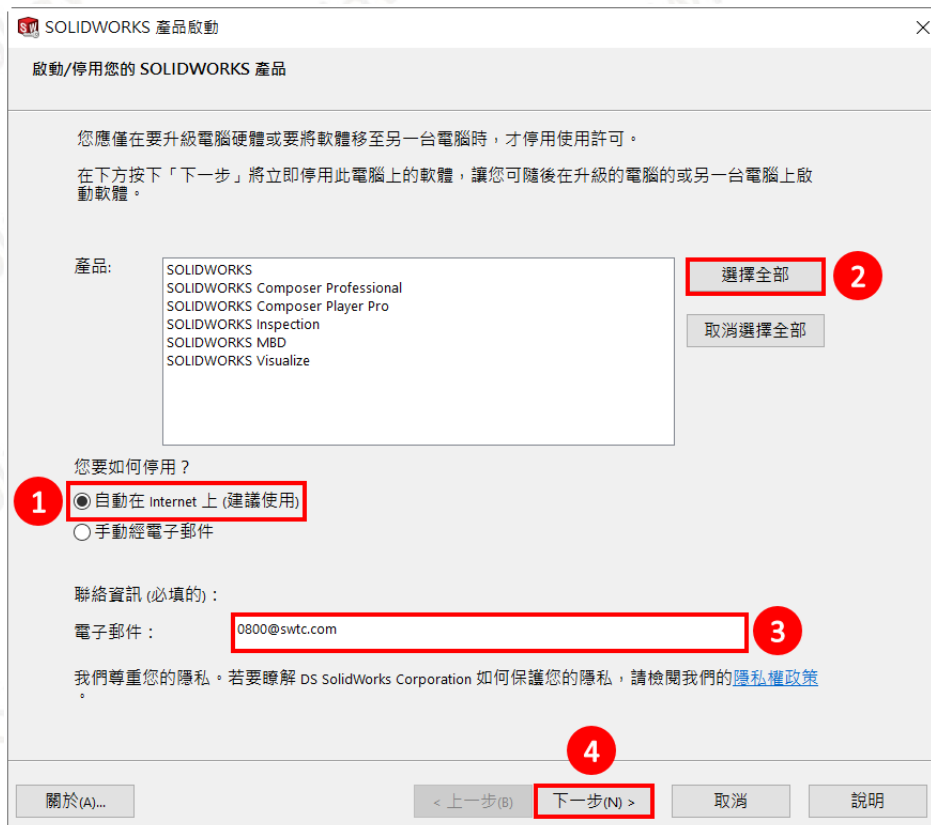 SOLIDWORKS 產品啟動
啟動/停用您的 SOLIDWORKS 產品
您應僅在要升級電腦硬體或要將軟體移至另一台電腦時，才停用使用許可。
在下方按下「下一步」將立即停用此電腦上的軟體，讓您可隨後在升級的電腦的或另一台電腦上啟
動軟體。
產品:
SOLIDWORKS
SOLIDWORKS Composer Professional
SOLIDWORKS Composer Player Pro
SOLIDWORKS Inspection
SOLIDWORKS MBD
SOLIDWORKS Visualize
選擇全部 2
取消選擇全部
您要如何停用？
1 自動在 Internet 上 (建議使用)
手動經電子郵件
聯絡資訊 (必填的)：
電子郵件： 0800@swtc.com 3
我們尊重您的隱私。若要瞭解 DS SolidWorks Corporation 如何保護您的隱私，請檢閱我們的隱私權政策
。
4
關於(A)... < 上一步(B) 下一步(N) > 取消 說明